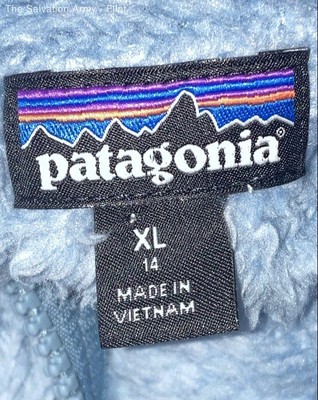 The Salvation Army - Pilot
patagonia®
XL
14
MADE IN
VIETNAM